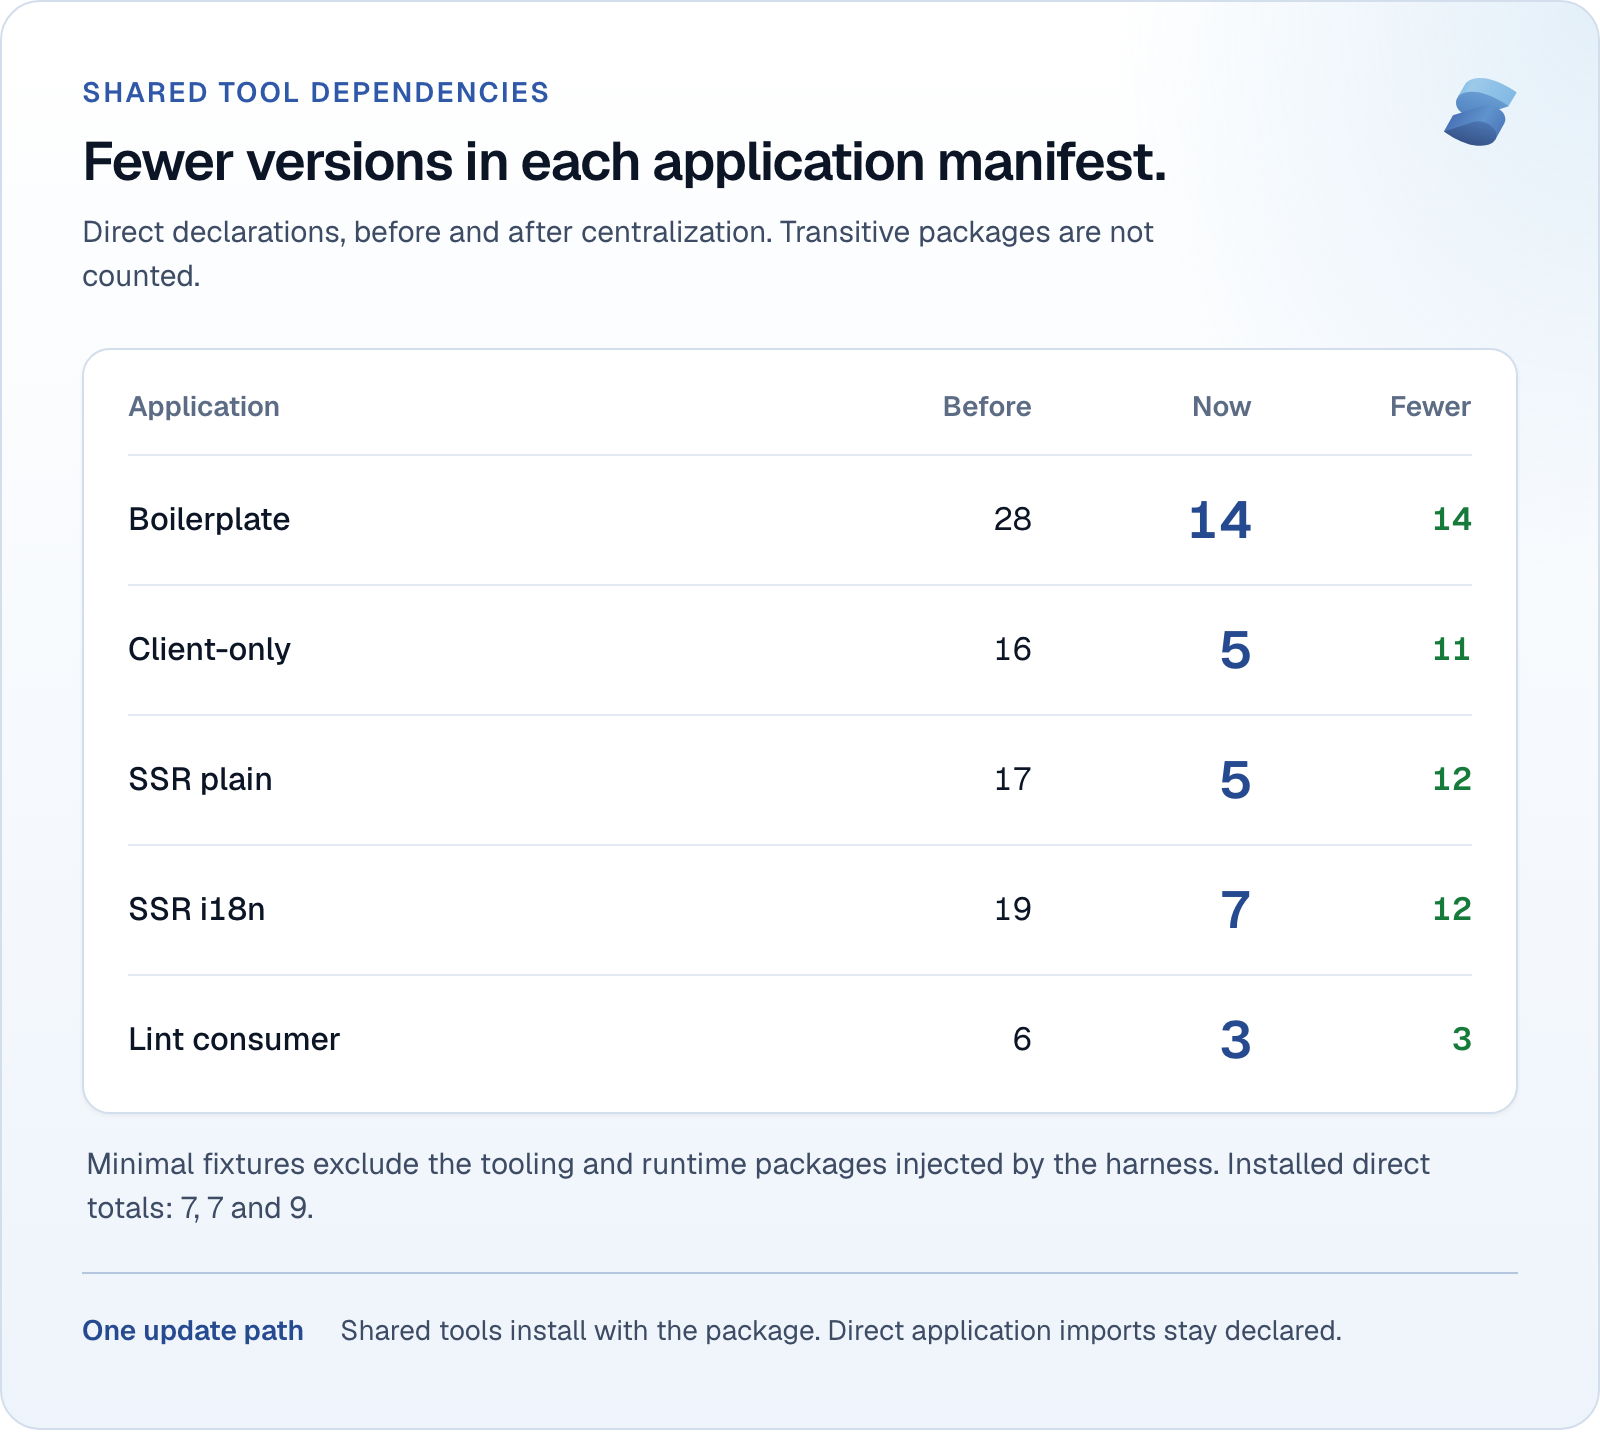 SHARED TOOL DEPENDENCIES
Fewer versions in each application manifest.
Direct declarations, before and after centralization. Transitive packages are not
counted.
Application Before Now Fewer
Boilerplate 28 14 14
Client-only 16 5 11
SSR plain 17 5 12
SSR i18n 19 7 12
Lint consumer 6 3 3
Minimal fixtures exclude the tooling and runtime packages injected by the harness. Installed direct
totals: 7, 7 and 9.
One update path Shared tools install with the package. Direct application imports stay declared.